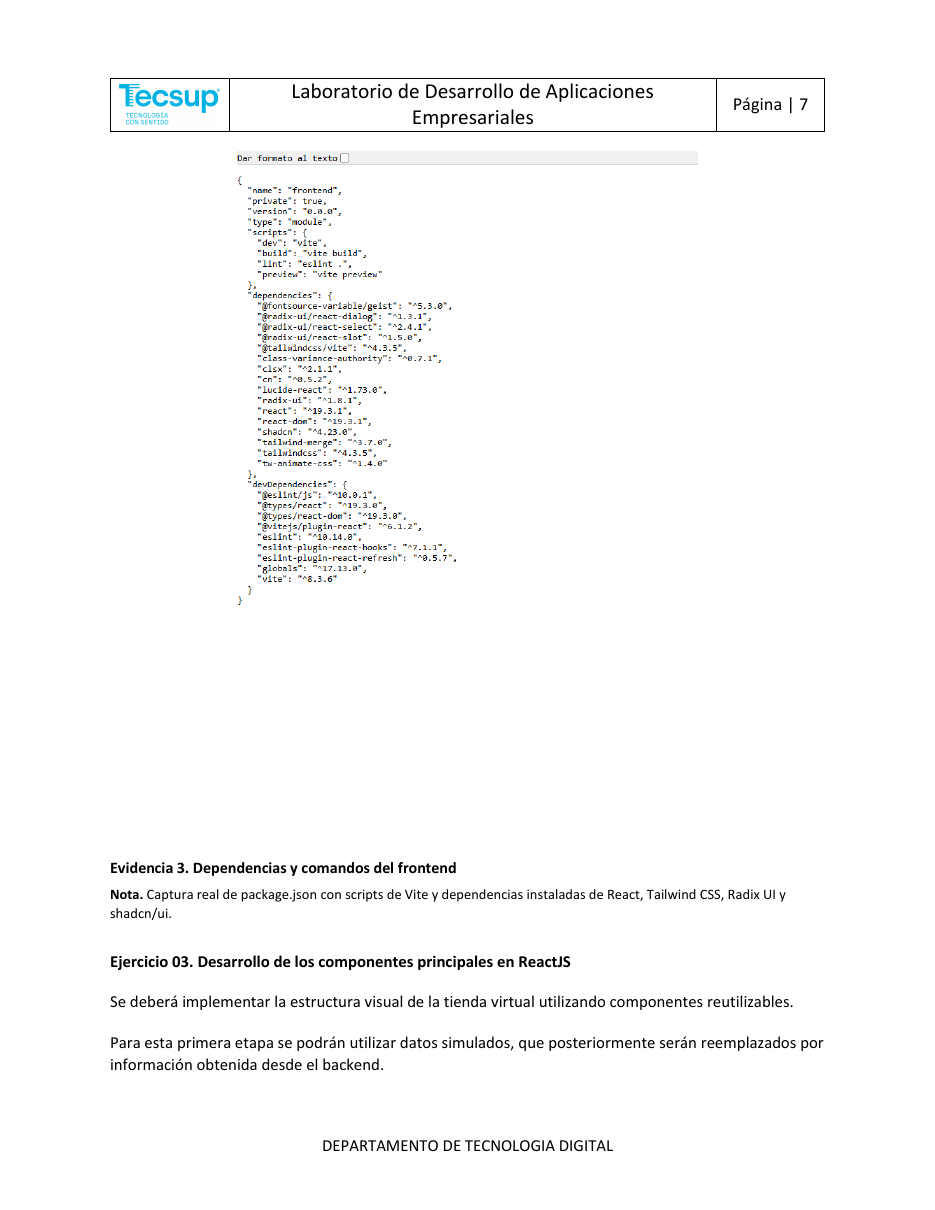 Tecsup
TECNOLOGÍA
CON SENTIDO
Laboratorio de Desarrollo de Aplicaciones
Empresariales
Página | 7
Dar formato al texto
{
"name": "frontend",
"private": true,
"version": "0.0.0",
"type": "module",
"scripts": {
"dev": "vite",
"build": "vite build",
"lint": "eslint .",
"preview": "vite preview"
},
"dependencies": {
"@fontsource-variable/geist": "^5.3.0",
"@radix-ui/react-dialog": "^1.3.1",
"@radix-ui/react-select": "^2.4.1",
"@radix-ui/react-slot": "^1.5.0",
"@tailwindcss/vite": "^4.3.5",
"class-variance-authority": "^0.7.1",
"clsx": "^2.1.1",
"cn": "^0.5.2",
"lucide-react": "^1.73.0",
"radix-ui": "^1.8.1",
"react": "^19.3.1",
"react-dom": "^19.3.1",
"shadcn": "^4.23.0",
"tailwind-merge": "^3.7.0",
"tailwindcss": "^4.3.5",
"tw-animate-css": "^1.4.0"
},
"devDependencies": {
"@eslint/js": "^10.0.1",
"@types/react": "^19.3.0",
"@types/react-dom": "^19.3.0",
"@vitejs/plugin-react": "^6.1.2",
"eslint": "^10.14.0",
"eslint-plugin-react-hooks": "^7.1.1",
"eslint-plugin-react-refresh": "^0.5.7",
"globals": "^17.13.0",
"vite": "^8.3.6"
}
}
Evidencia 3. Dependencias y comandos del frontend
Nota. Captura real de package.json con scripts de Vite y dependencias instaladas de React, Tailwind CSS, Radix UI y
shadcn/ui.
Ejercicio 03. Desarrollo de los componentes principales en ReactJS
Se deberá implementar la estructura visual de la tienda virtual utilizando componentes reutilizables.
Para esta primera etapa se podrán utilizar datos simulados, que posteriormente serán reemplazados por
información obtenida desde el backend.
DEPARTAMENTO DE TECNOLOGIA DIGITAL